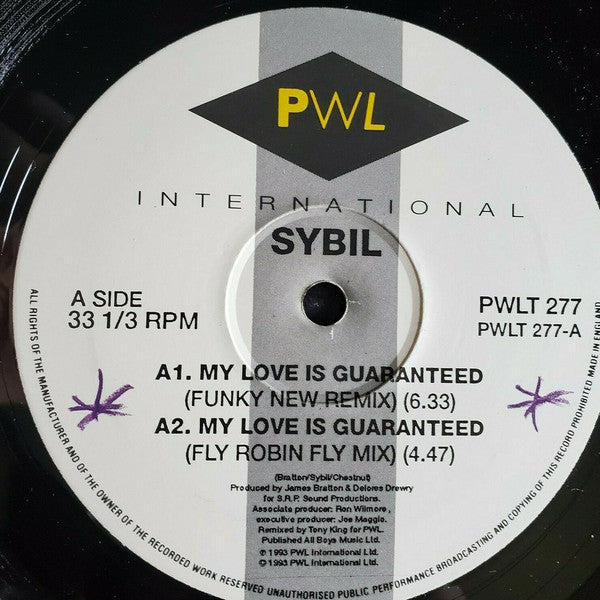 PWL
INTERNATIONAL
SYBIL
A SIDE
33 1/3 RPM
PWLT 277
PWLT 277-A
A1. MY LOVE IS GUARANTEED
(FUNKY NEW REMIX) (6.33)
A2. MY LOVE IS GUARANTEED
(FLY ROBIN FLY MIX) (4.47)
(Bratton/Sybil/Chestnut)
Produced by James Bratton & Delores Drewry
for S.R.P. Sound Productions.
Associate producer: Ron Wilmore,
executive producer: Joe Maggio.
Remixed by Tony King for PWL.
Published All Boys Music Ltd.
℗ 1993 PWL International Ltd.
© 1993 PWL International Ltd.
ALL RIGHTS OF THE MANUFACTURER AND OF THE OWNER OF THE RECORDED WORK RESERVED UNAUTHORISED PUBLIC PERFORMANCE BROADCASTING AND COPYING OF THIS RECORD PROHIBITED MADE IN ENGLAND